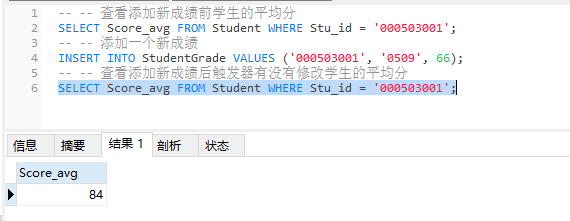 1 -- -- 查看添加新成绩前学生的平均分
2 SELECT Score_avg FROM Student WHERE Stu_id = '000503001';
3 -- -- 添加一个新成绩
4 INSERT INTO StudentGrade VALUES ('000503001', '0509', 66);
5 -- -- 查看添加新成绩后触发器有没有修改学生的平均分
6 SELECT Score_avg FROM Student WHERE Stu_id = '000503001';
信息 摘要 结果 1 剖析 状态
Score_avg
84